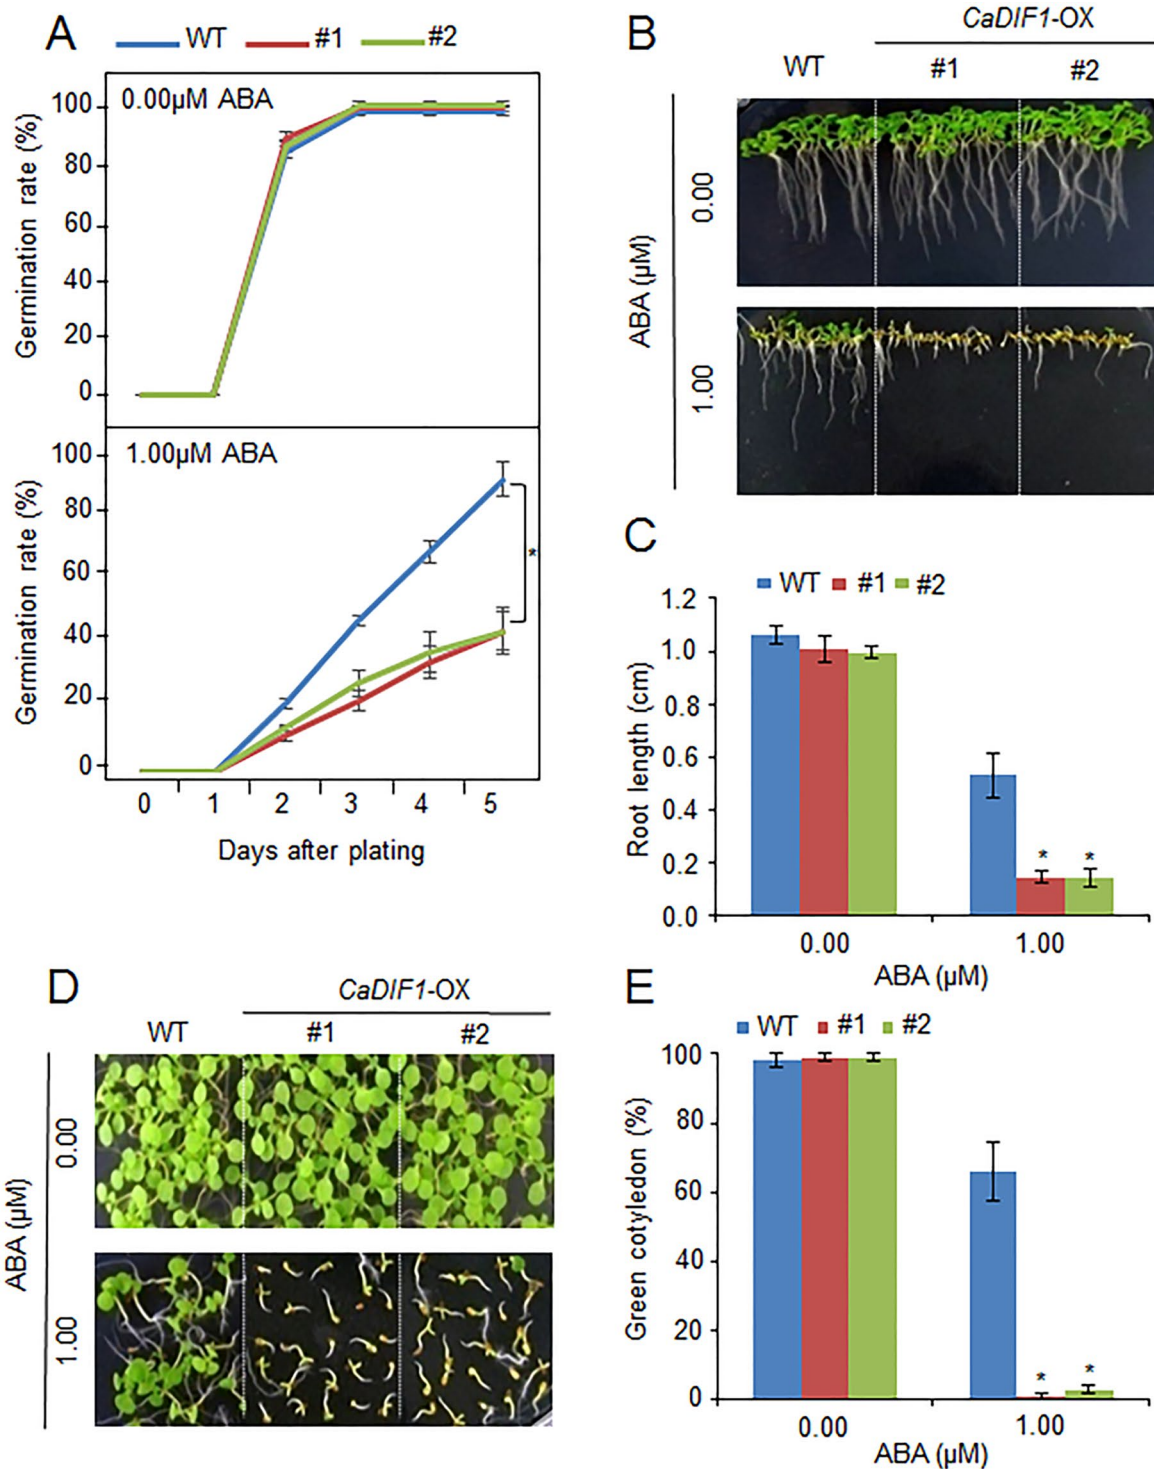 A
WT #1 #2
0.00µM ABA
Germination rate (%)
100
80
60
40
20
0
1.00µM ABA
Germination rate (%)
100
80
60
40
20
0
*
0 1 2 3 4 5
Days after plating
B
CaDIF1-OX
WT #1 #2
ABA (µM)
0.00
1.00
C
WT #1 #2
Root length (cm)
1.2
1.0
0.8
0.6
0.4
0.2
0.0
* *
0.00 1.00
ABA (µM)
D
CaDIF1-OX
WT #1 #2
ABA (µM)
0.00
1.00
E
WT #1 #2
Green cotyledon (%)
100
80
60
40
20
0
* *
0.00 1.00
ABA (µM)